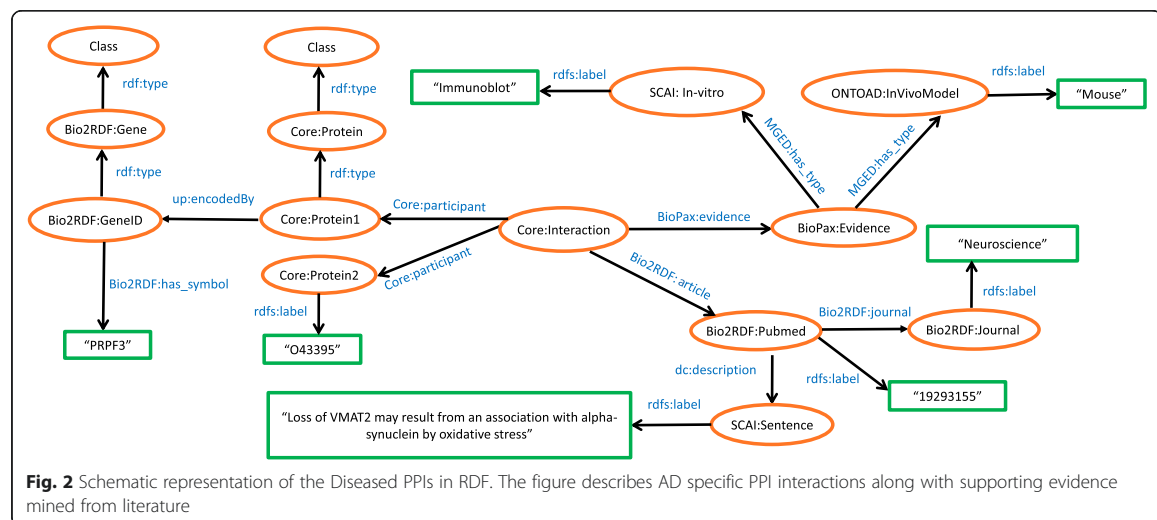 Class
Class
rdf:type
rdf:type
"Immunoblot"
rdfs:label
SCAI: In-vitro
ONTOAD:InVivoModel
rdfs:label
"Mouse"
Bio2RDF:Gene
Core:Protein
MGED:has_type
MGED:has_type
rdf:type
rdf:type
up:encodedBy
Bio2RDF:GeneID
Core:Protein1
Core:participant
Core:Interaction
BioPax:evidence
BioPax:Evidence
"Neuroscience"
Core:Protein2
Core:participant
Bio2RDF: article
Bio2RDF:has_symbol
rdfs:label
rdfs:label
Bio2RDF:Pubmed
Bio2RDF:journal
Bio2RDF:Journal
"PRPF3"
"O43395"
dc:description
rdfs:label
"19293155"
"Loss of VMAT2 may result from an association with alpha-
synuclein by oxidative stress"
rdfs:label
SCAI:Sentence
Fig. 2 Schematic representation of the Diseased PPIs in RDF. The figure describes AD specific PPI interactions along with supporting evidence
mined from literature